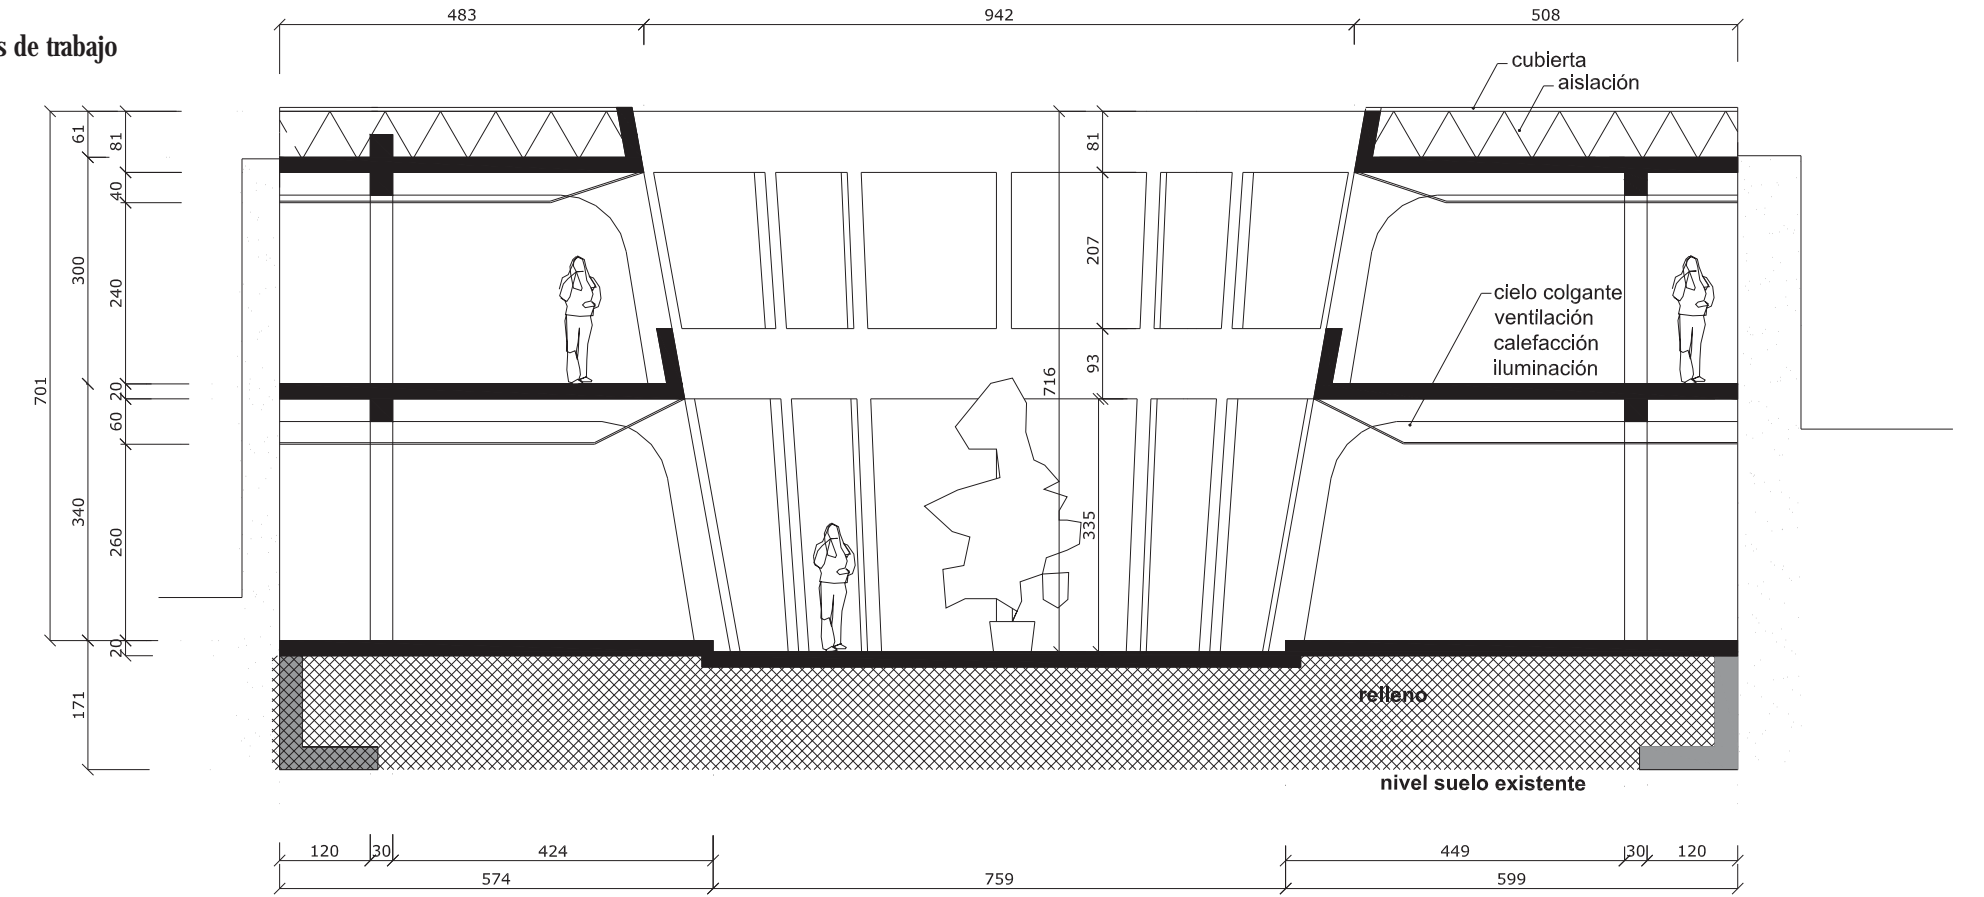 483 942 508
s de trabajo
cubierta
aislación
61 81 81
40
207
300 240
cielo colgante
ventilación
calefacción
iluminación
93
716
701
20
60
340 260 335
20
171
relleno
nivel suelo existente
120 30 424 449 30 120
574 759 599